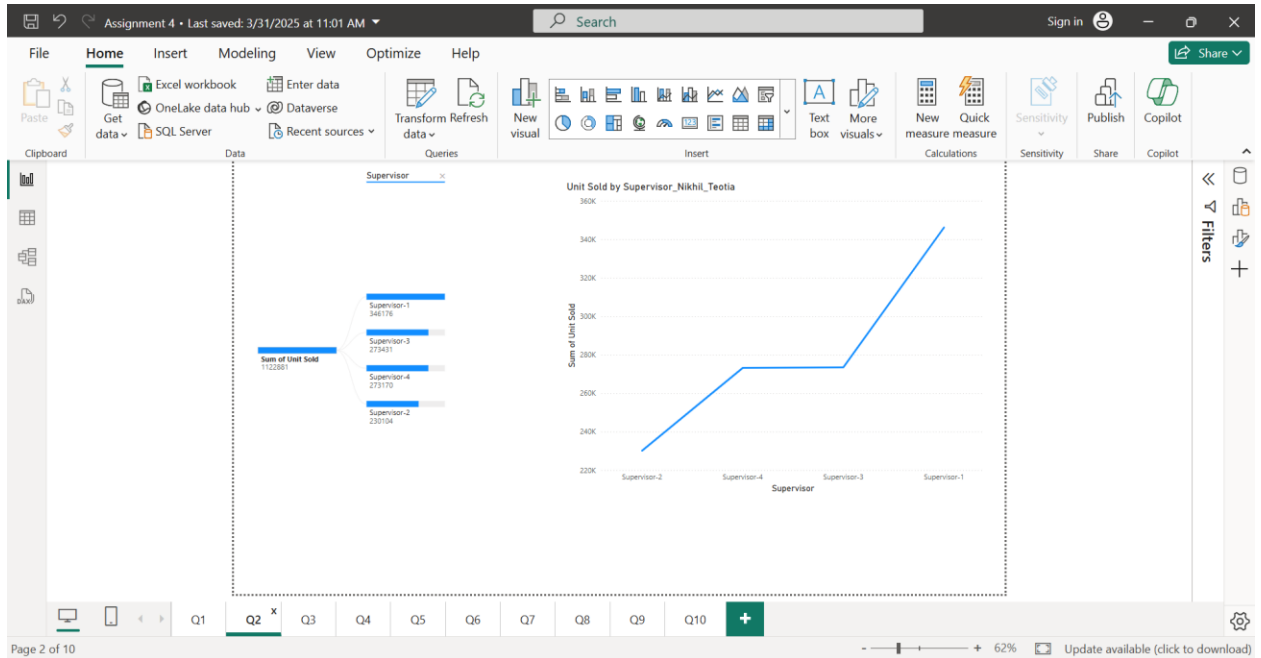 Assignment 4 • Last saved: 3/31/2025 at 11:01 AM
Search
Sign in
File Home Insert Modeling View Optimize Help
Share
Paste
Get data
Excel workbook
OneLake data hub
SQL Server
Enter data
Dataverse
Recent sources
Transform data
Refresh
New visual
123
A
Text box
More visuals
New measure
Quick measure
Sensitivity
Publish
Copilot
Clipboard Data Queries Insert Calculations Sensitivity Share Copilot
DAX
Supervisor ×
Sum of Unit Sold
1122881
Supervisor-1
346176
Supervisor-3
273431
Supervisor-4
273170
Supervisor-2
230104
Unit Sold by Supervisor_Nikhil_Teotia
360K
340K
320K
300K
280K
260K
240K
220K
Sum of Unit Sold
Supervisor-2 Supervisor-4 Supervisor-3 Supervisor-1
Supervisor
Filters
Q1 Q2 x Q3 Q4 Q5 Q6 Q7 Q8 Q9 Q10 +
Page 2 of 10
- + 62% Update available (click to download)